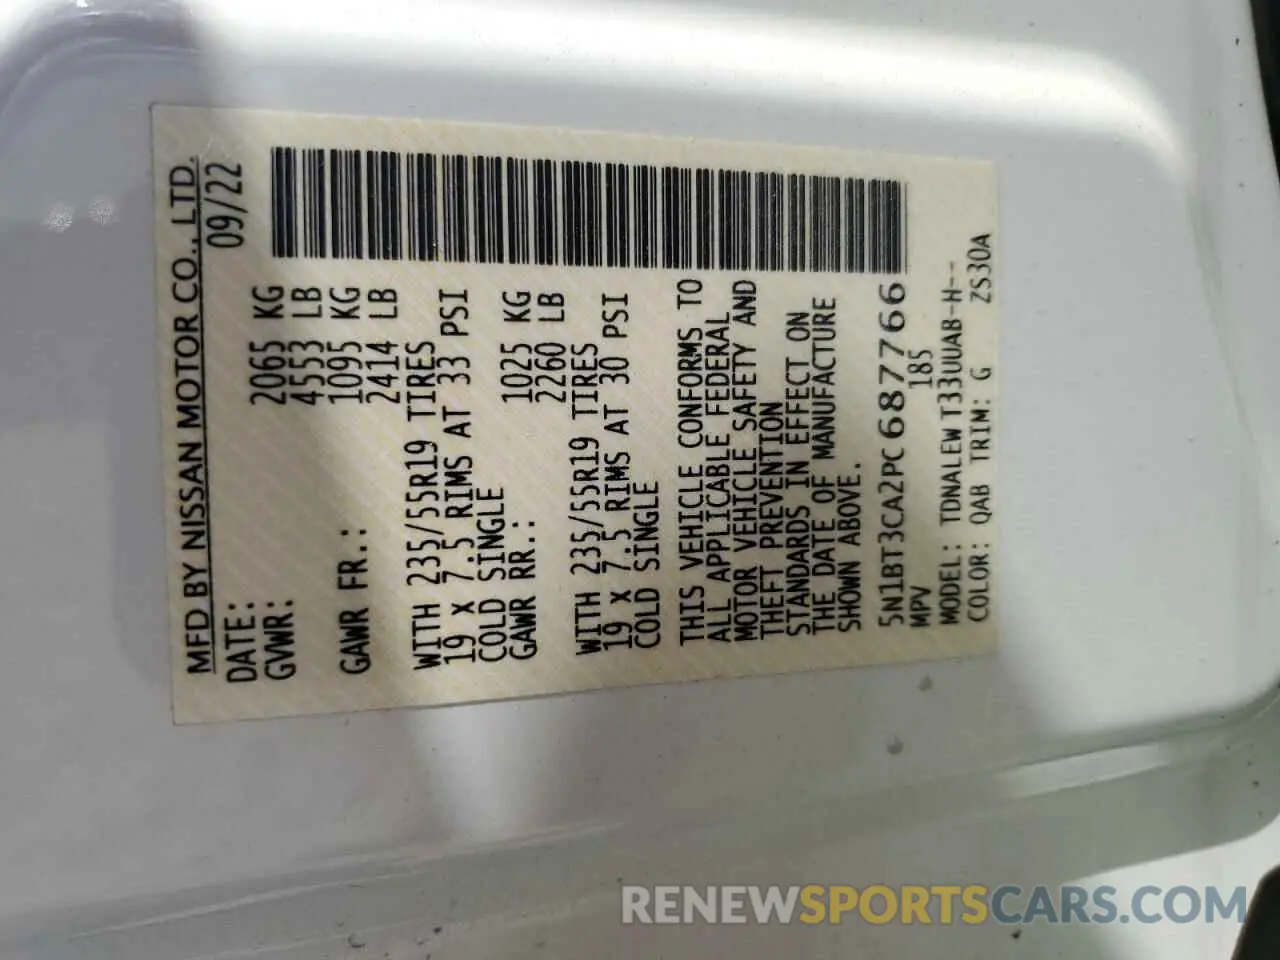 MFD BY NISSAN MOTOR CO., LTD.
DATE: 09/22
GVWR: 2065 KG
4553 LB
GAWR FR.: 1095 KG
2414 LB
WITH 235/55R19 TIRES
19 X 7.5 RIMS AT 33 PSI
COLD SINGLE
GAWR RR.: 1025 KG
2260 LB
WITH 235/55R19 TIRES
19 X 7.5 RIMS AT 30 PSI
COLD SINGLE
THIS VEHICLE CONFORMS TO
ALL APPLICABLE FEDERAL
MOTOR VEHICLE SAFETY AND
THEFT PREVENTION
STANDARDS IN EFFECT ON
THE DATE OF MANUFACTURE
SHOWN ABOVE.
5N1BT3CA2PC687766
MPV 185
MODEL: TDNALEW T33UUAB-H--
COLOR: QAB TRIM: G ZS30A
RENEWSPORTSCARS.COM